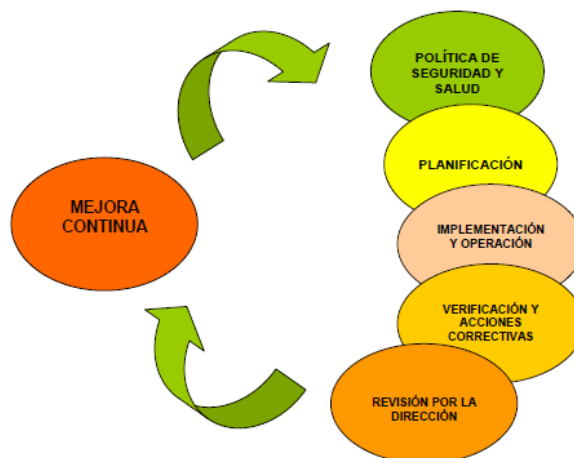 POLÍTICA DE
SEGURIDAD Y
SALUD
PLANIFICACIÓN
MEJORA
CONTINUA
IMPLEMENTACIÓN
Y OPERACIÓN
VERIFICACIÓN Y
ACCIONES
CORRECTIVAS
REVISIÓN POR LA
DIRECCIÓN